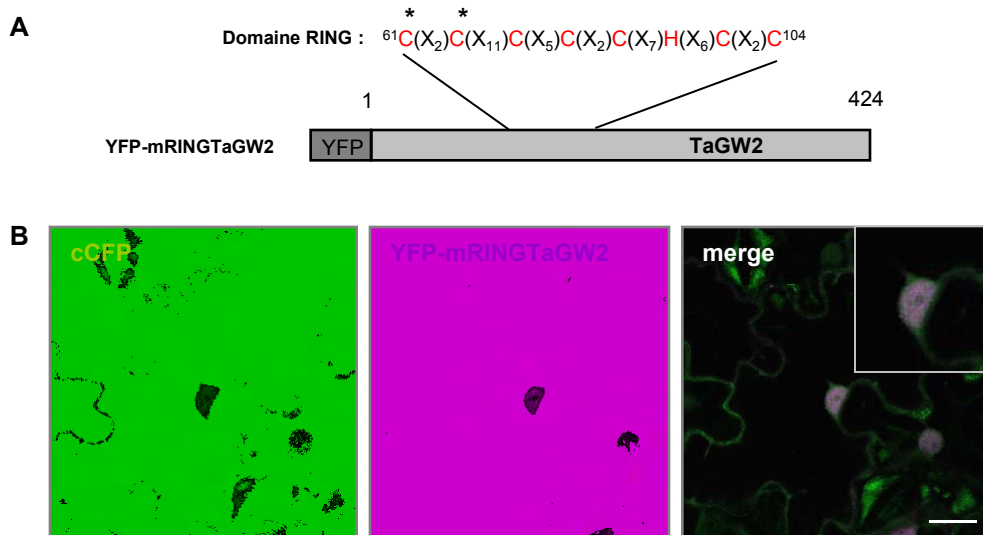 A
* *
Domaine RING : ⁶¹C(X₂)C(X₁₁)C(X₅)C(X₂)C(X₇)H(X₆)C(X₂)C¹⁰⁴
1 424
YFP-mRINGTaGW2 YFP TaGW2
B
cCFP YFP-mRINGTaGW2 merge